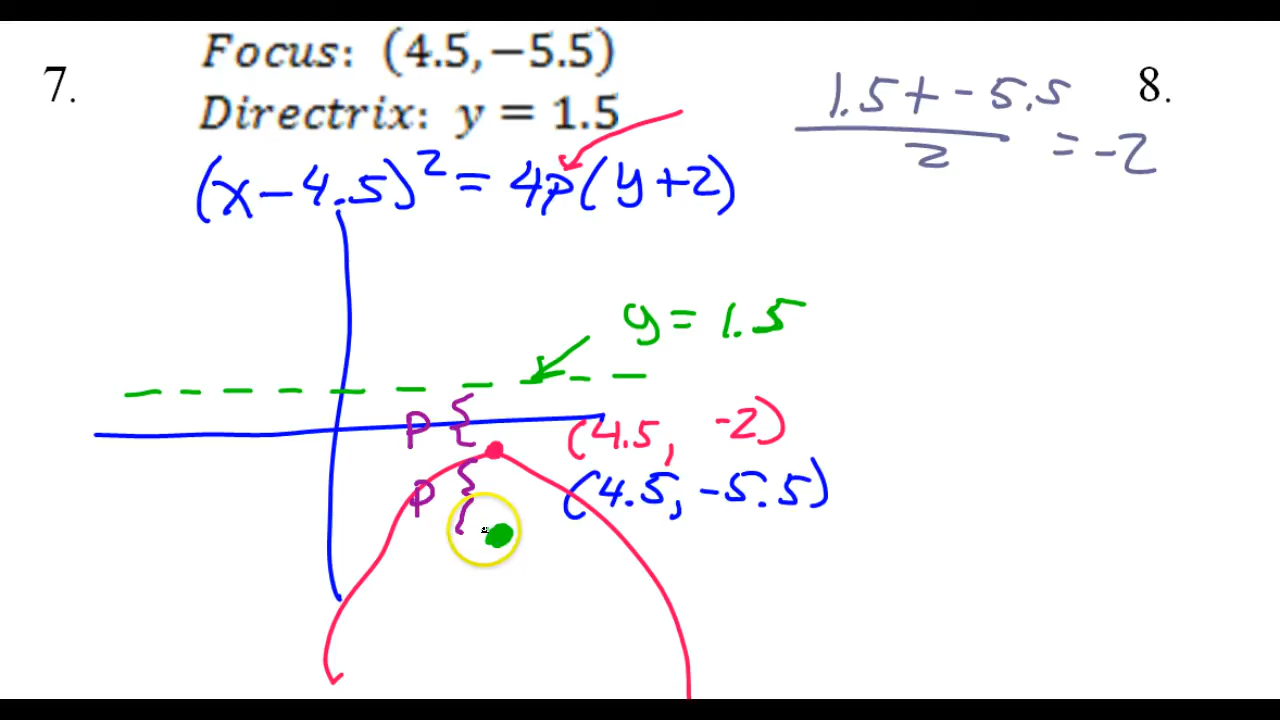 7.
Focus: (4.5, −5.5)
Directrix: y = 1.5
(x − 4.5)² = 4p(y + 2)
1.5 + -5.5
2
= -2
8.
y = 1.5
p {
(4.5, -2)
p {
(4.5, -5.5)